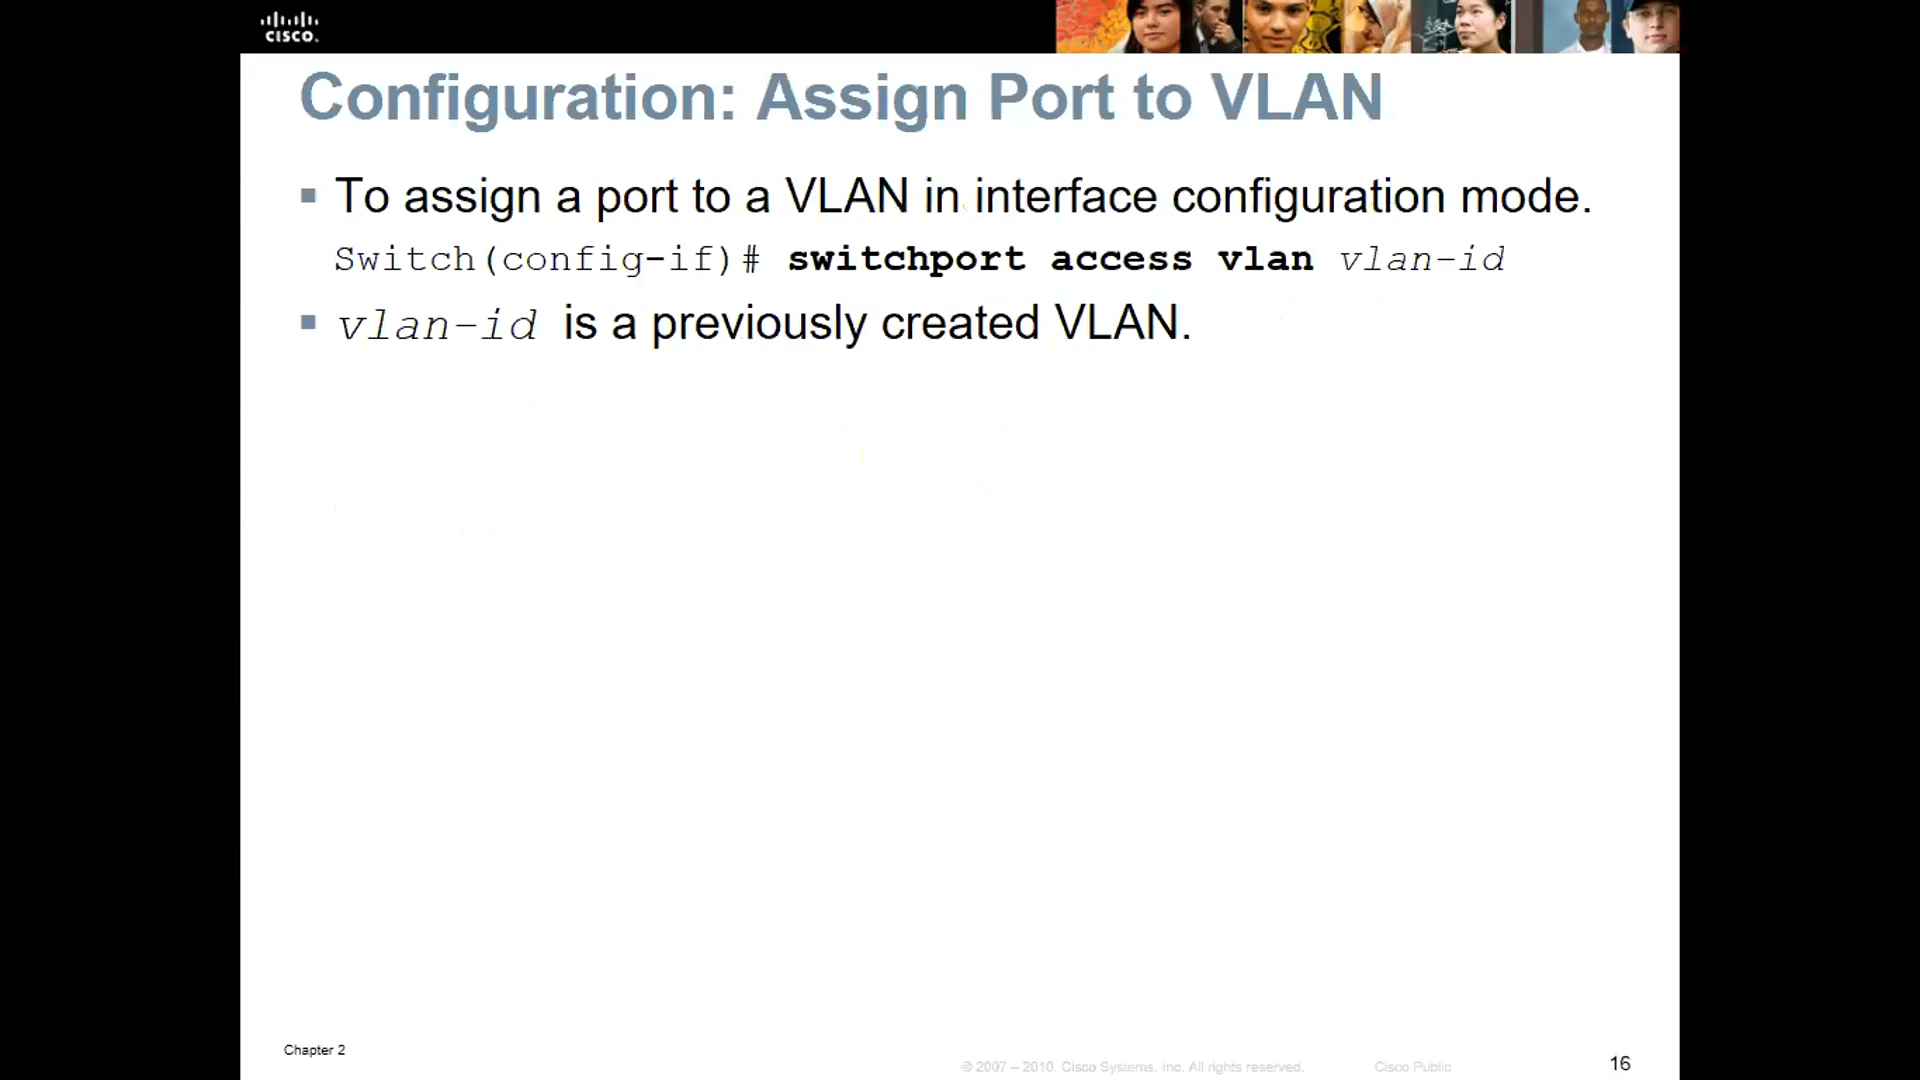 CISCO.
Configuration: Assign Port to VLAN
To assign a port to a VLAN in interface configuration mode.
Switch(config-if)# switchport access vlan vlan-id
vlan-id is a previously created VLAN.
Chapter 2
© 2007 – 2010, Cisco Systems, Inc. All rights reserved.
Cisco Public
16